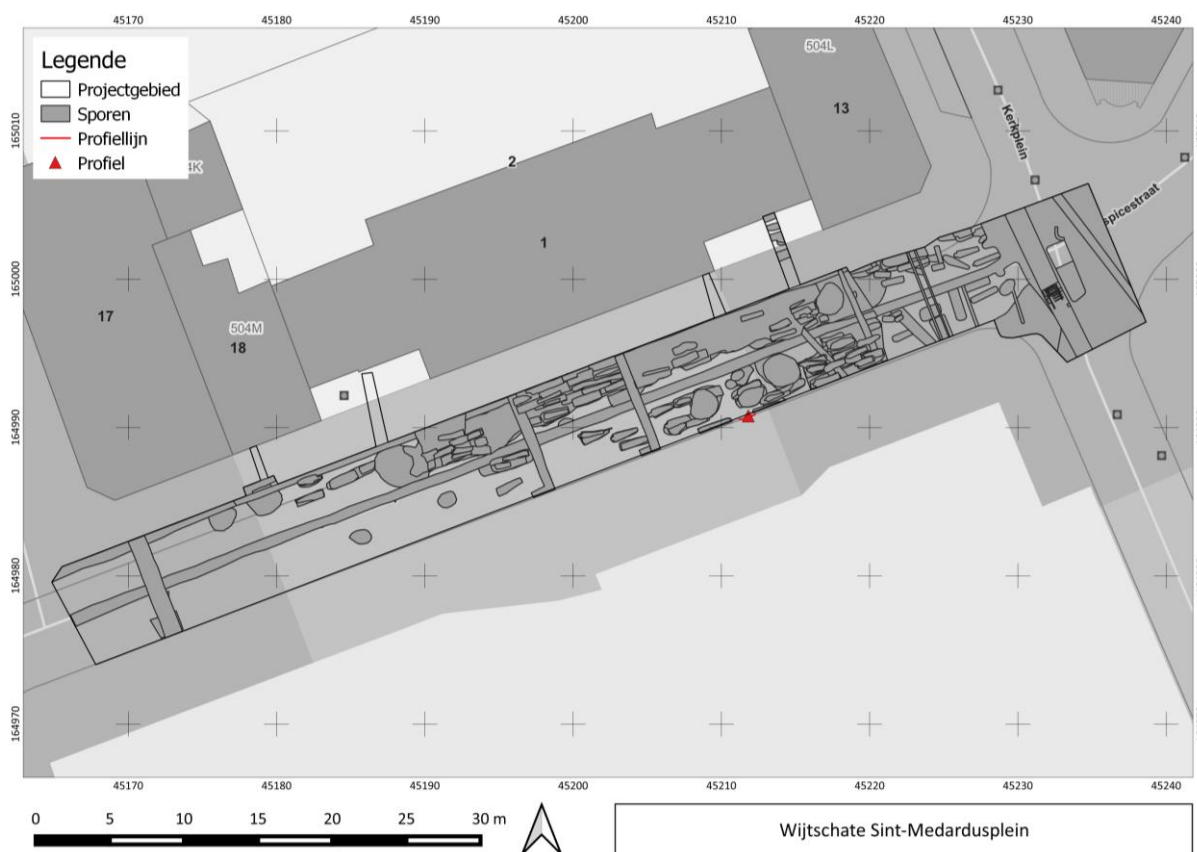 45170 45180 45190 45200 45210 45220 45230 45240
Legende
Projectgebied
Sporen
Profiellijn
Profiel
504L
13
Kerkplein
2
165010
4K
spicestraat
1
165000
17
504M
18
164990
164980
164970
45170 45180 45190 45200 45210 45220 45230 45240
0 5 10 15 20 25 30 m
Wijtschate Sint-Medardusplein